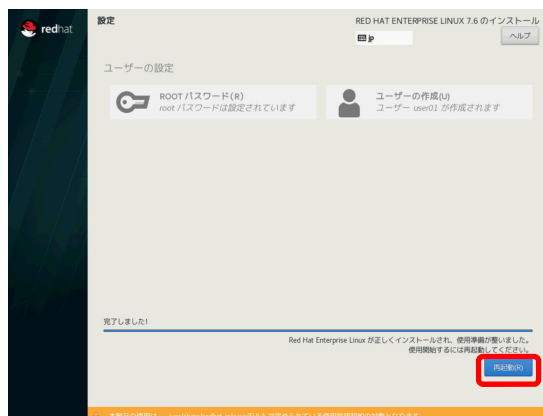 redhat
設定
RED HAT ENTERPRISE LINUX 7.6 のインストール
jp
ヘルプ
ユーザーの設定
ROOT パスワード(R)
root パスワードは設定されています
ユーザーの作成(U)
ユーザー user01 が作成されます
完了しました!
Red Hat Enterprise Linux が正しくインストールされ、使用準備が整いました。
使用開始するには再起動してください。
再起動(R)